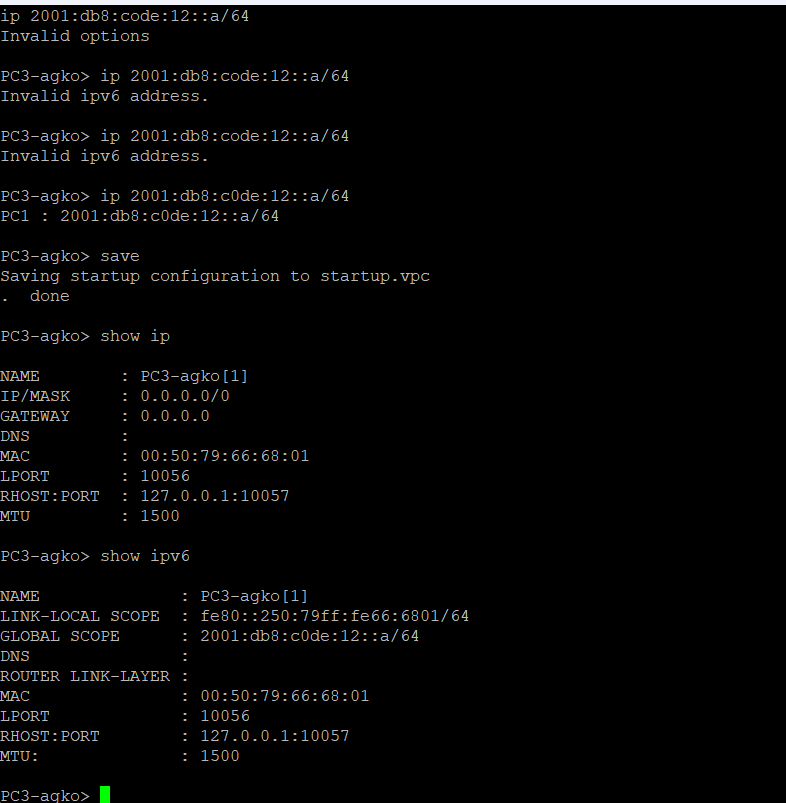 ip 2001:db8:code:12::a/64
Invalid options
PC3-agko> ip 2001:db8:code:12::a/64
Invalid ipv6 address.
PC3-agko> ip 2001:db8:code:12::a/64
Invalid ipv6 address.
PC3-agko> ip 2001:db8:c0de:12::a/64
PC1 : 2001:db8:c0de:12::a/64
PC3-agko> save
Saving startup configuration to startup.vpc
.  done
PC3-agko> show ip
NAME        : PC3-agko[1]
IP/MASK     : 0.0.0.0/0
GATEWAY     : 0.0.0.0
DNS         :
MAC         : 00:50:79:66:68:01
LPORT       : 10056
RHOST:PORT  : 127.0.0.1:10057
MTU         : 1500
PC3-agko> show ipv6
NAME              : PC3-agko[1]
LINK-LOCAL SCOPE  : fe80::250:79ff:fe66:6801/64
GLOBAL SCOPE      : 2001:db8:c0de:12::a/64
DNS               :
ROUTER LINK-LAYER :
MAC               : 00:50:79:66:68:01
LPORT             : 10056
RHOST:PORT        : 127.0.0.1:10057
MTU:              : 1500
PC3-agko>